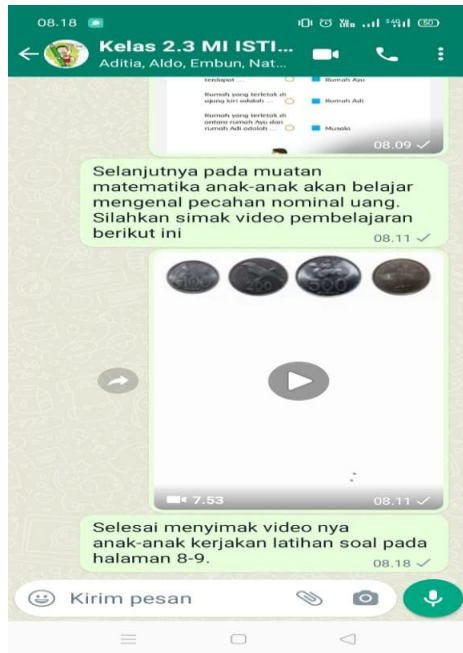 08.18
50
Kelas 2.3 MI ISTI...
Aditia, Aldo, Embun, Nat...
terdapat ...
Rumah Ayu
Rumah yang terletak di
ujung kiri adalah ...
Rumah Adi
Rumah yang terletak di
antara rumah Ayu dan
rumah Adi adalah ...
Musala
08.09
Selanjutnya pada muatan
matematika anak-anak akan belajar
mengenal pecahan nominal uang.
Silahkan simak video pembelajaran
berikut ini
08.11
100
200
500
7.53
08.11
Selesai menyimak video nya
anak-anak kerjakan latihan soal pada
halaman 8-9.
08.18
Kirim pesan